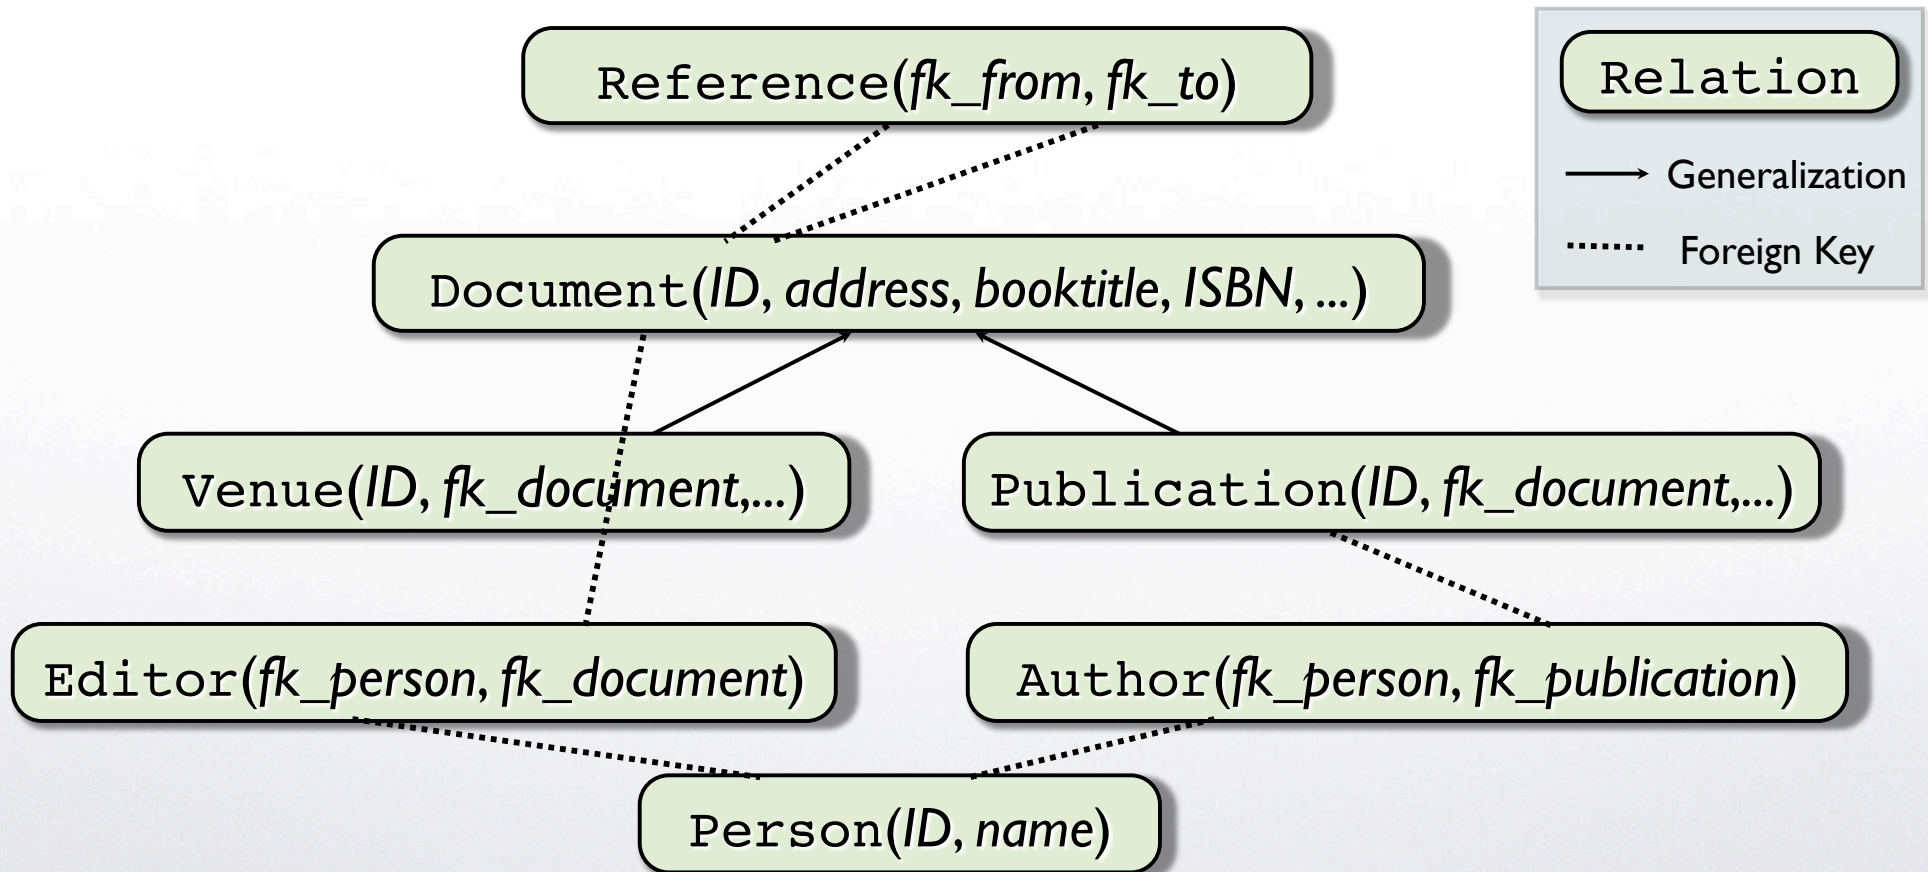 Reference(fk_from, fk_to)
Document(ID, address, booktitle, ISBN, ...)
Venue(ID, fk_document,...)
Publication(ID, fk_document,...)
Editor(fk_person, fk_document)
Author(fk_person, fk_publication)
Person(ID, name)
Relation
Generalization
Foreign Key